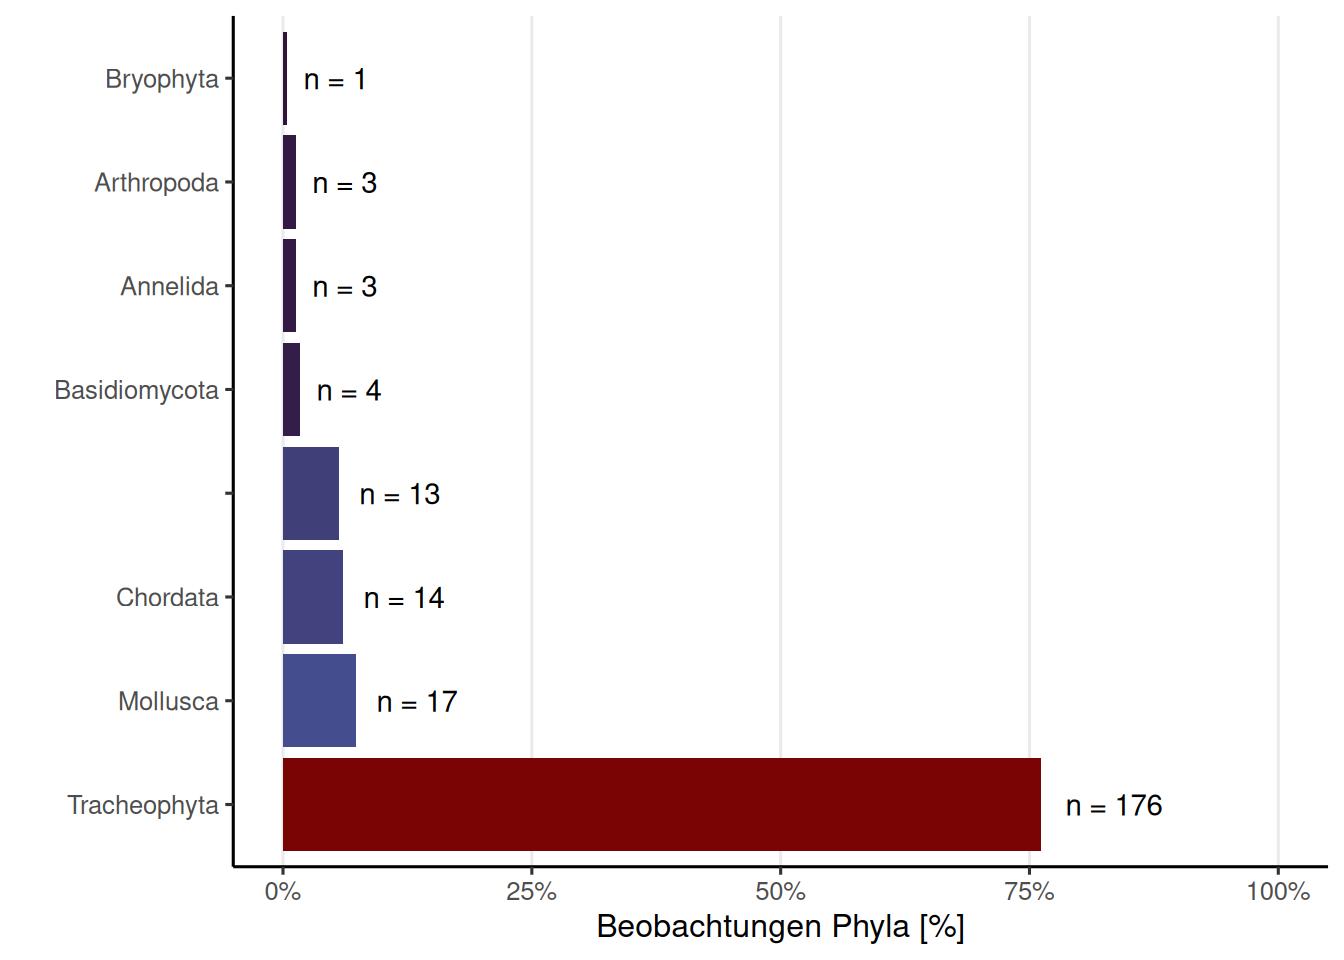 Bryophyta n = 1
Arthropoda n = 3
Annelida n = 3
Basidiomycota n = 4
n = 13
Chordata n = 14
Mollusca n = 17
Tracheophyta n = 176
0% 25% 50% 75% 100%
Beobachtungen Phyla [%]